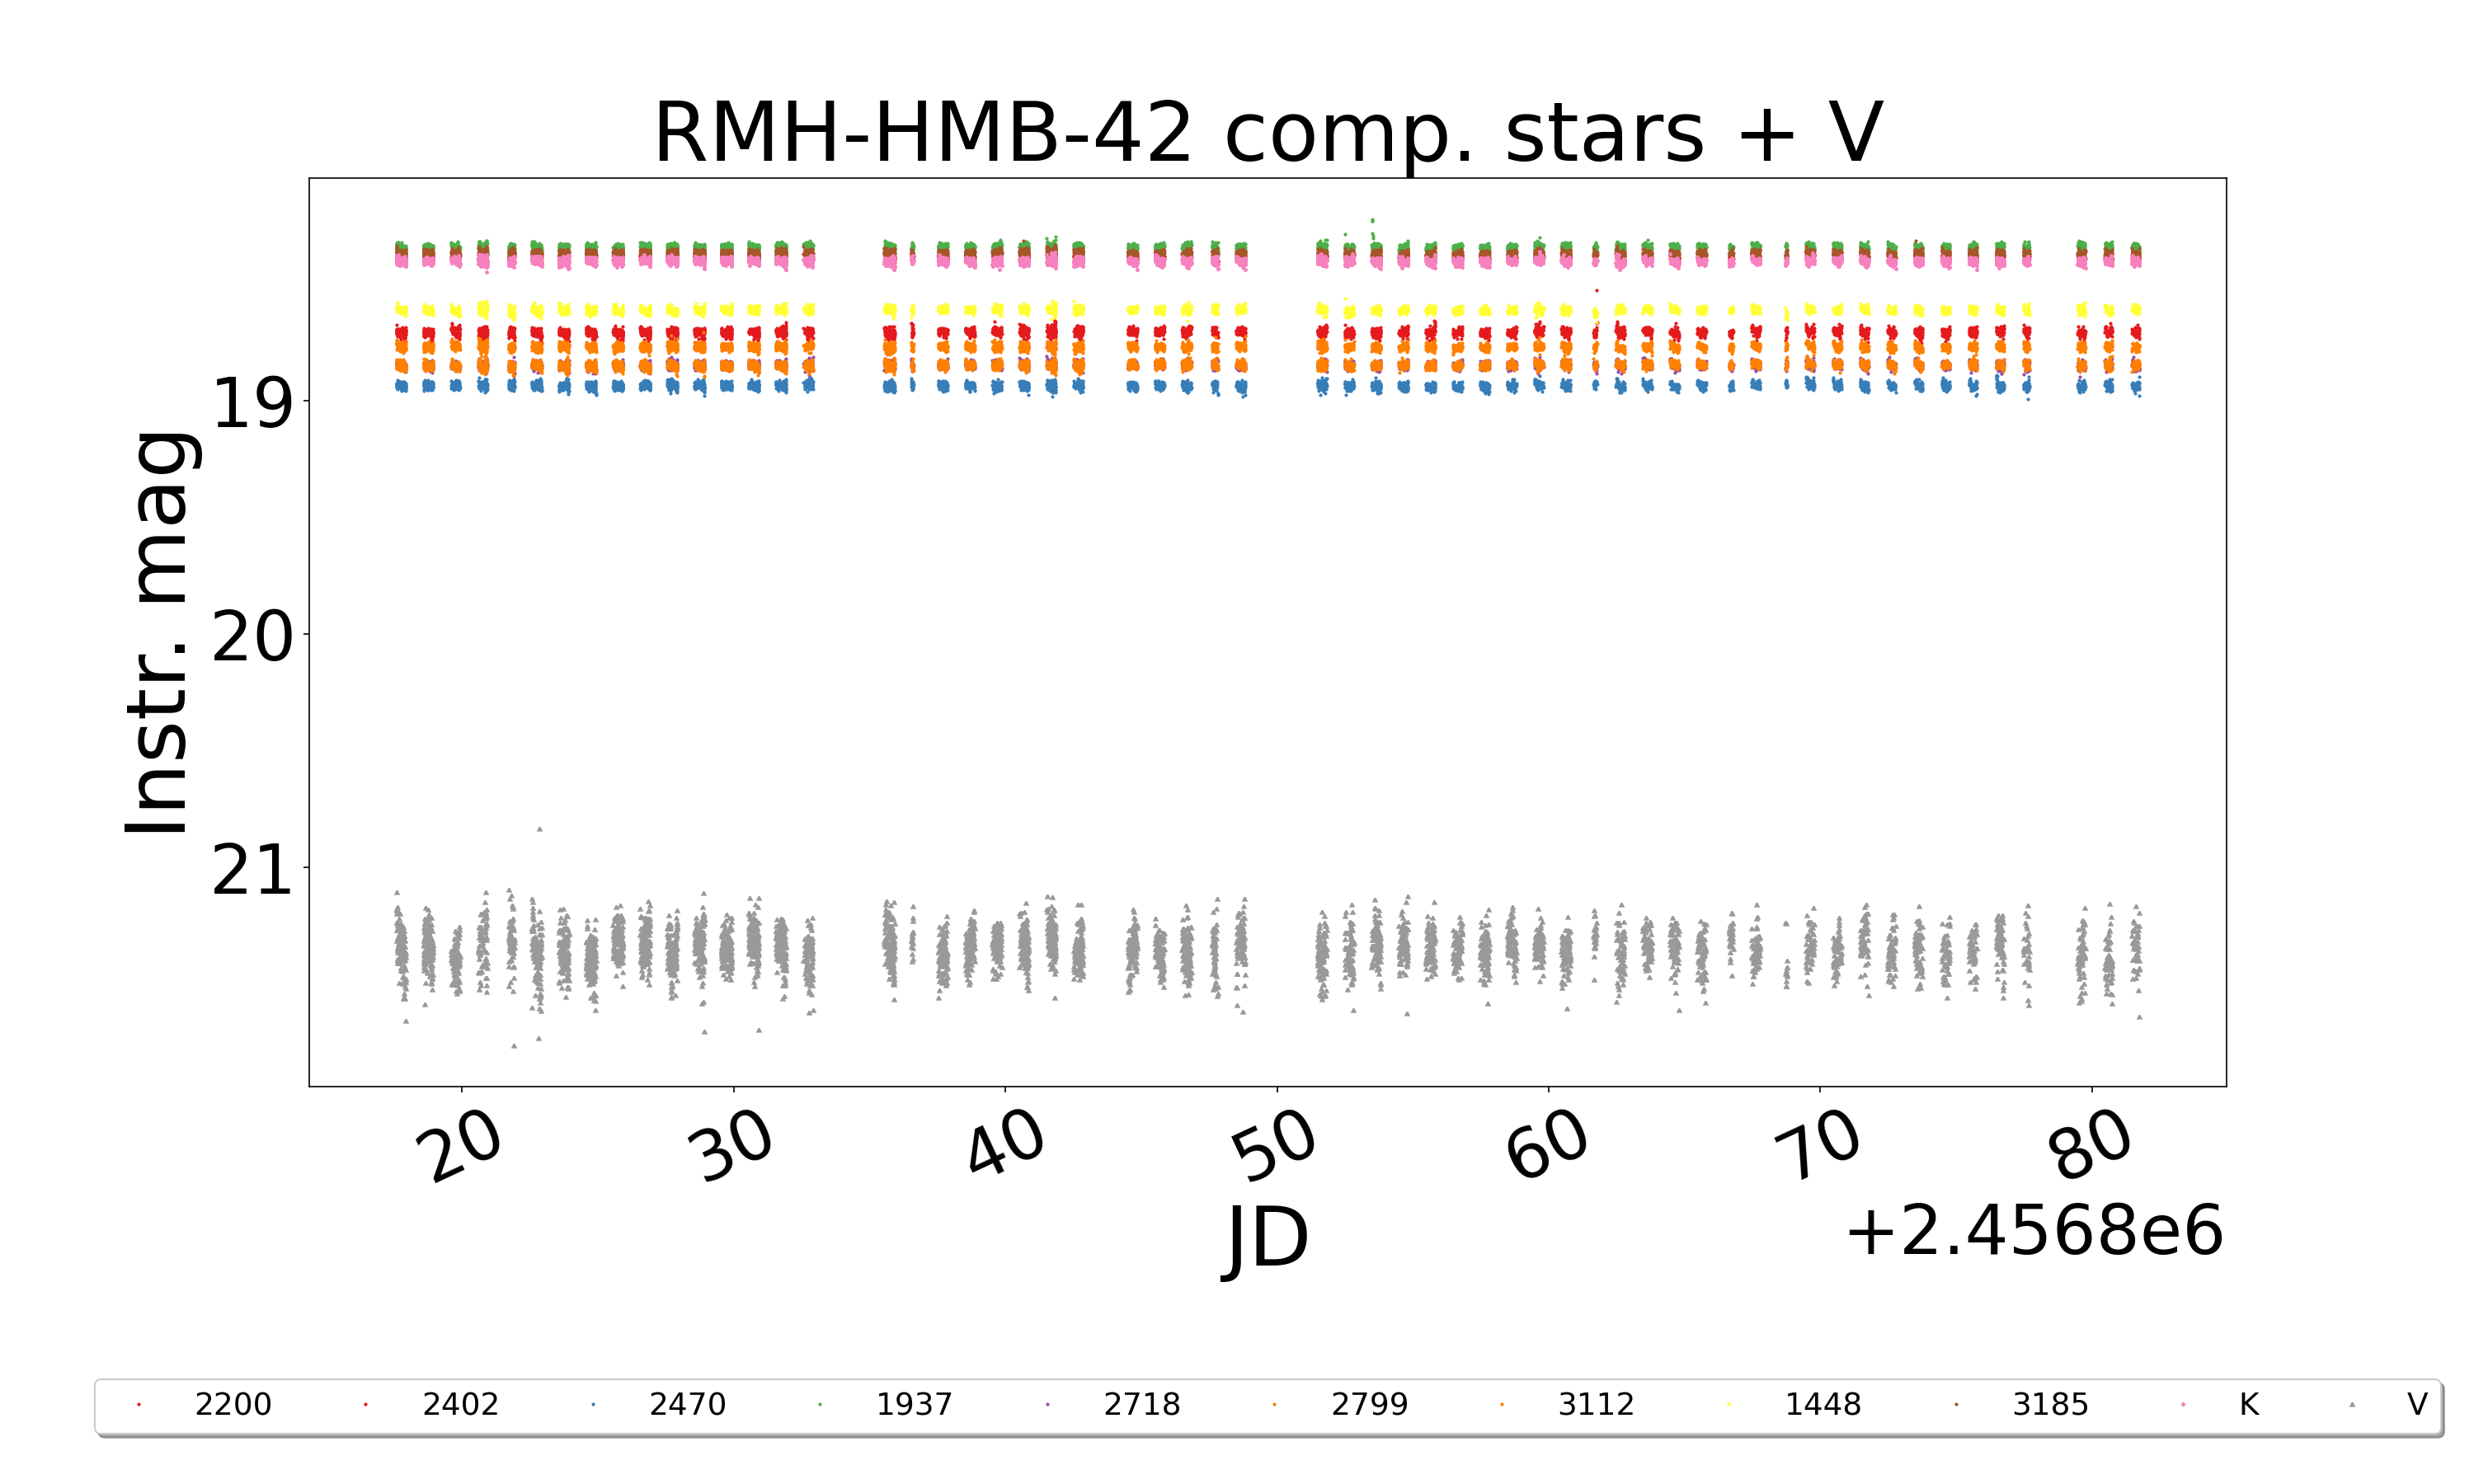 RMH-HMB-42 comp. stars + V
Instr. mag
19
20
21
20 30 40 50 60 70 80
JD
+2.4568e6
2200 2402 2470 1937 2718 2799 3112 1448 3185 K V